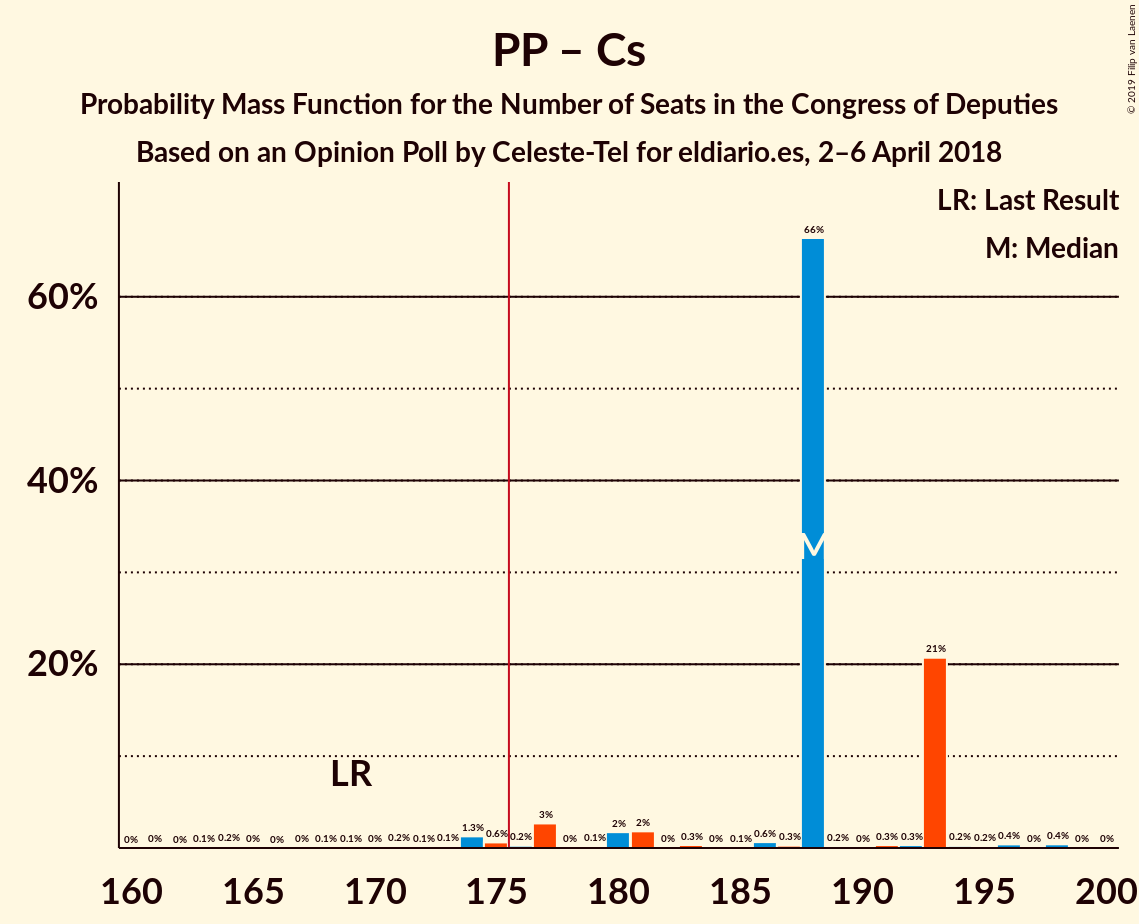 PP – Cs
Probability Mass Function for the Number of Seats in the Congress of Deputies
Based on an Opinion Poll by Celeste-Tel for eldiario.es, 2–6 April 2018
© 2019 Filip van Laenen
LR: Last Result
M: Median
60%
40%
20%
LR
M
0% 0% 0% 0.1% 0.2% 0% 0% 0% 0.1% 0.1% 0% 0.2% 0.1% 0.1% 1.3% 0.6% 0.2% 3% 0% 0.1% 2% 2% 0% 0.3% 0% 0.1% 0.6% 0.3% 66% 0.2% 0% 0.3% 0.3% 21% 0.2% 0.2% 0.4% 0% 0.4% 0% 0%
160 165 170 175 180 185 190 195 200